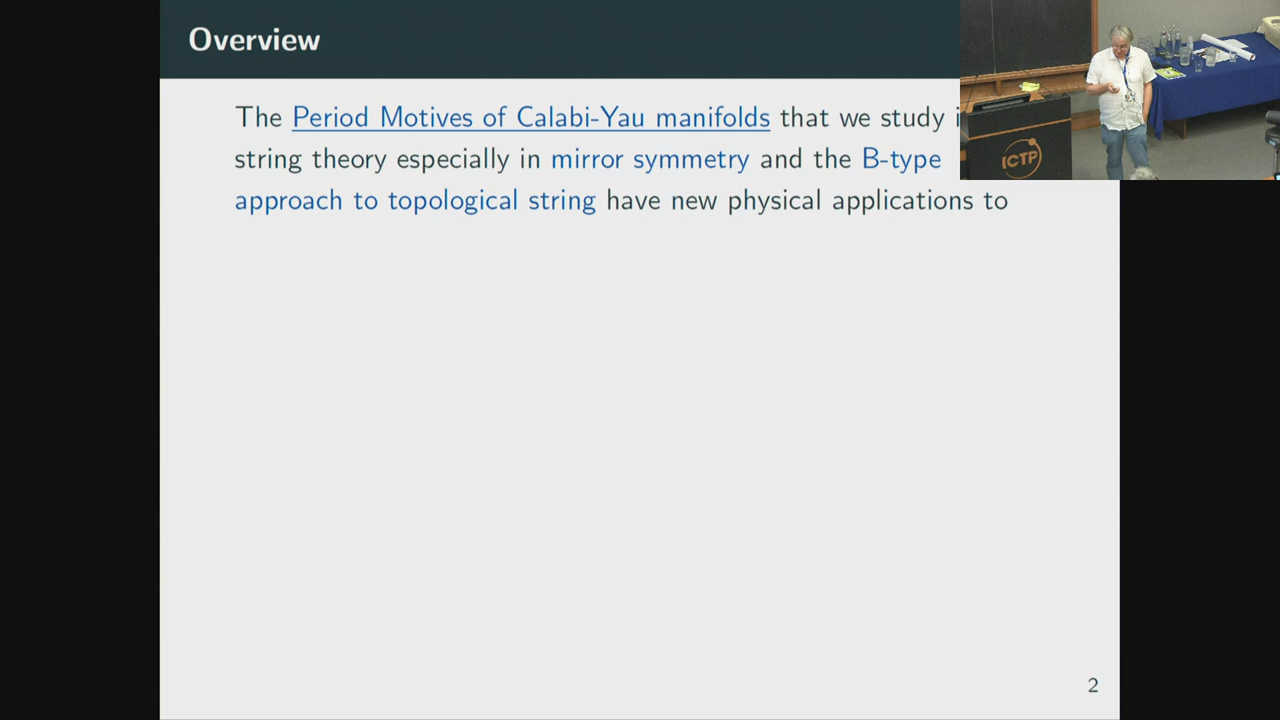 Overview
The Period Motives of Calabi-Yau manifolds that we study
string theory especially in mirror symmetry and the B-type
approach to topological string have new physical applications to
ICTP
2